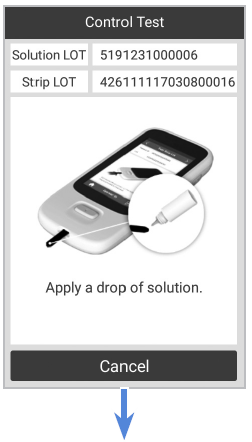 Control Test
Solution LOT 5191231000006
Strip LOT 426111117030800016
Apply a drop of solution.
Cancel